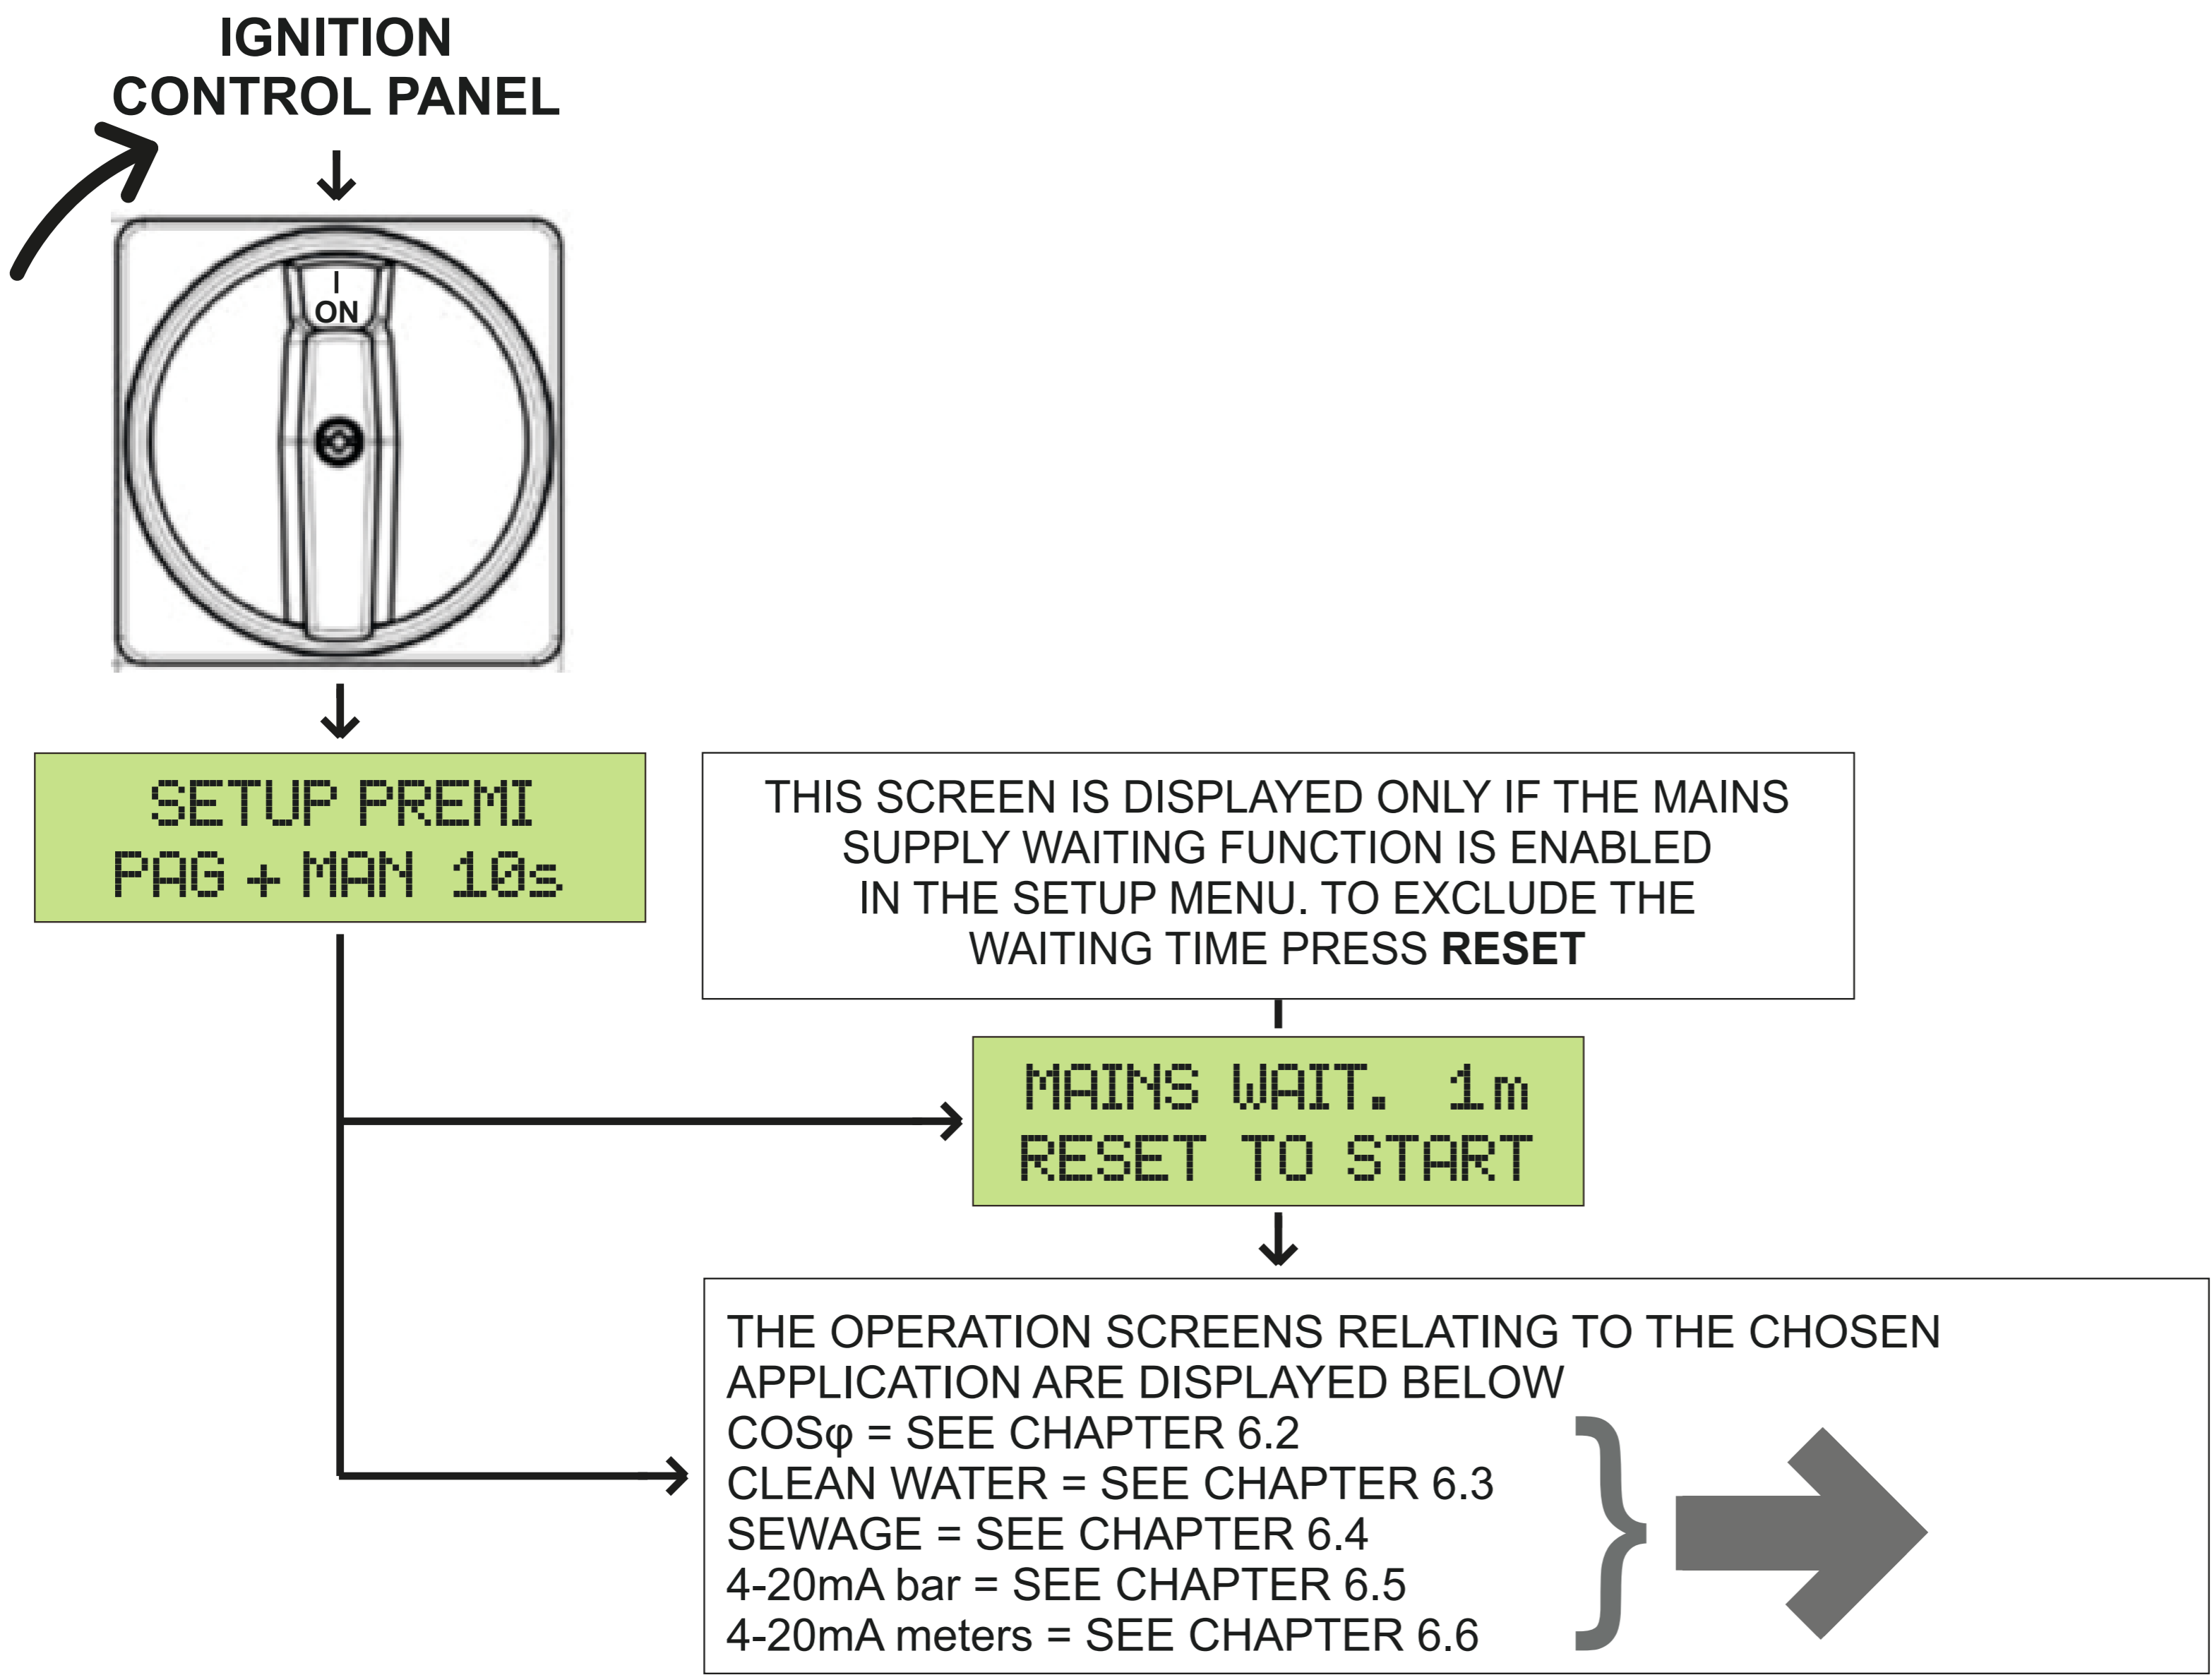 IGNITION
CONTROL PANEL
I
ON
SETUP PREMI
PAG + MAN 10s
THIS SCREEN IS DISPLAYED ONLY IF THE MAINS
SUPPLY WAITING FUNCTION IS ENABLED
IN THE SETUP MENU. TO EXCLUDE THE
WAITING TIME PRESS RESET
MAINS WAIT. 1m
RESET TO START
THE OPERATION SCREENS RELATING TO THE CHOSEN
APPLICATION ARE DISPLAYED BELOW
COSφ = SEE CHAPTER 6.2
CLEAN WATER = SEE CHAPTER 6.3
SEWAGE = SEE CHAPTER 6.4
4-20mA bar = SEE CHAPTER 6.5
4-20mA meters = SEE CHAPTER 6.6